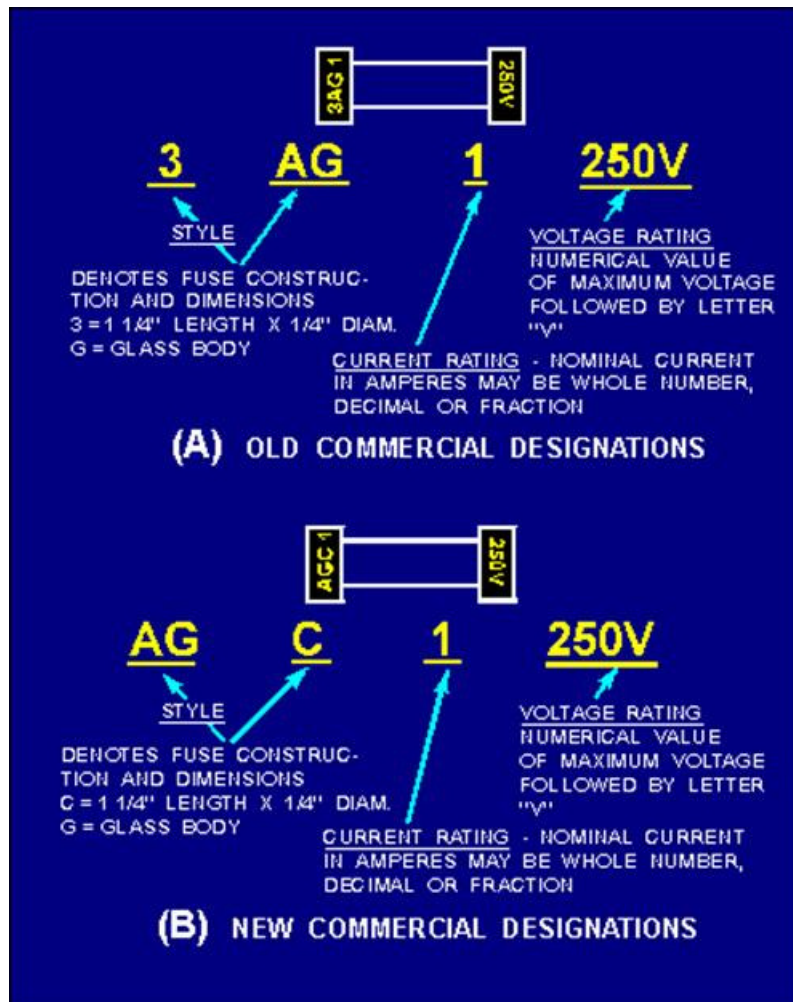 3AG 1
250V
3 AG 1 250V
STYLE
DENOTES FUSE CONSTRUC-
TION AND DIMENSIONS
3 = 1 1/4" LENGTH X 1/4" DIAM.
G = GLASS BODY
VOLTAGE RATING
NUMERICAL VALUE
OF MAXIMUM VOLTAGE
FOLLOWED BY LETTER
"V"
CURRENT RATING - NOMINAL CURRENT
IN AMPERES MAY BE WHOLE NUMBER,
DECIMAL OR FRACTION
(A) OLD COMMERCIAL DESIGNATIONS
AGC 1
250V
AG C 1 250V
STYLE
DENOTES FUSE CONSTRUC-
TION AND DIMENSIONS
C = 1 1/4" LENGTH X 1/4" DIAM.
G = GLASS BODY
VOLTAGE RATING
NUMERICAL VALUE
OF MAXIMUM VOLTAGE
FOLLOWED BY LETTER
"V"
CURRENT RATING - NOMINAL CURRENT
IN AMPERES MAY BE WHOLE NUMBER,
DECIMAL OR FRACTION
(B) NEW COMMERCIAL DESIGNATIONS